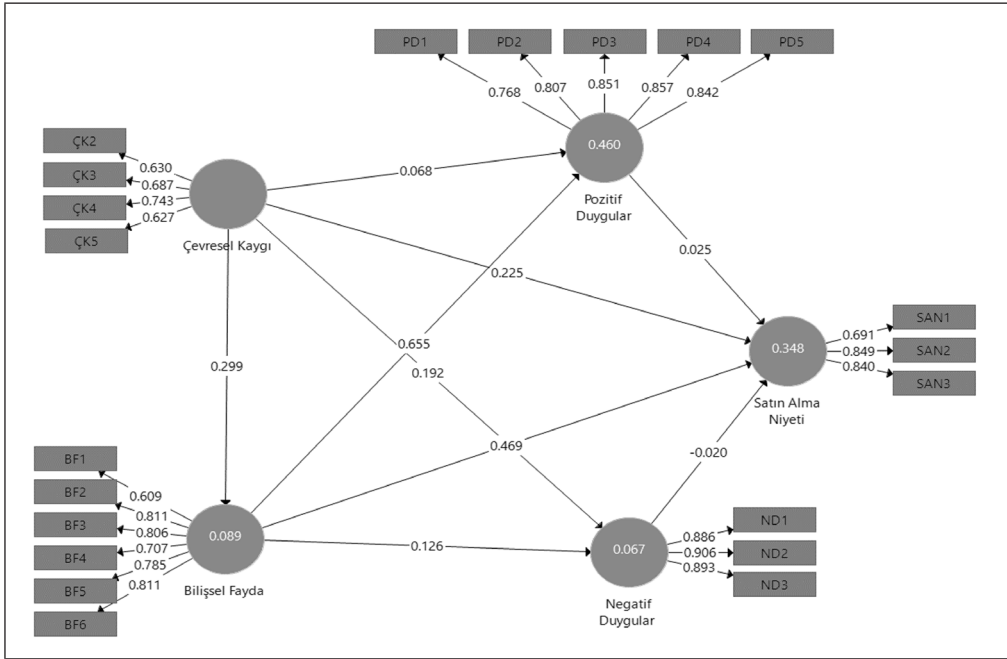 PD1 PD2 PD3 PD4 PD5
0.768 0.807 0.851 0.857 0.842
0.460
Pozitif
Duygular
ÇK2
ÇK3
ÇK4
ÇK5
0.630
0.687
0.743
0.627
Çevresel Kaygı
0.068
0.225
0.025
0.299
0.655
0.192
0.469
-0.020
0.126
0.348
Satın Alma
Niyeti
0.691
0.849
0.840
SAN1
SAN2
SAN3
BF1
BF2
BF3
BF4
BF5
BF6
0.609
0.811
0.806
0.707
0.785
0.811
0.089
Bilişsel Fayda
0.067
Negatif
Duygular
0.886
0.906
0.893
ND1
ND2
ND3